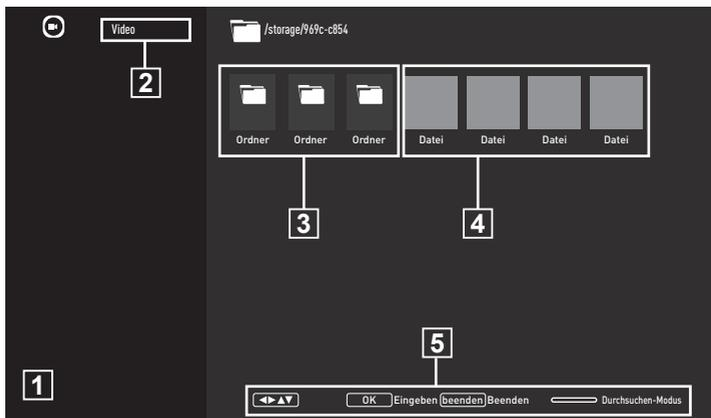 Video
/storage/969c-c854
2
Ordner Ordner Ordner Datei Datei Datei Datei
3
4
5
1
◄►▲▼ OK Eingeben beenden Beenden Durchsuchen-Modus